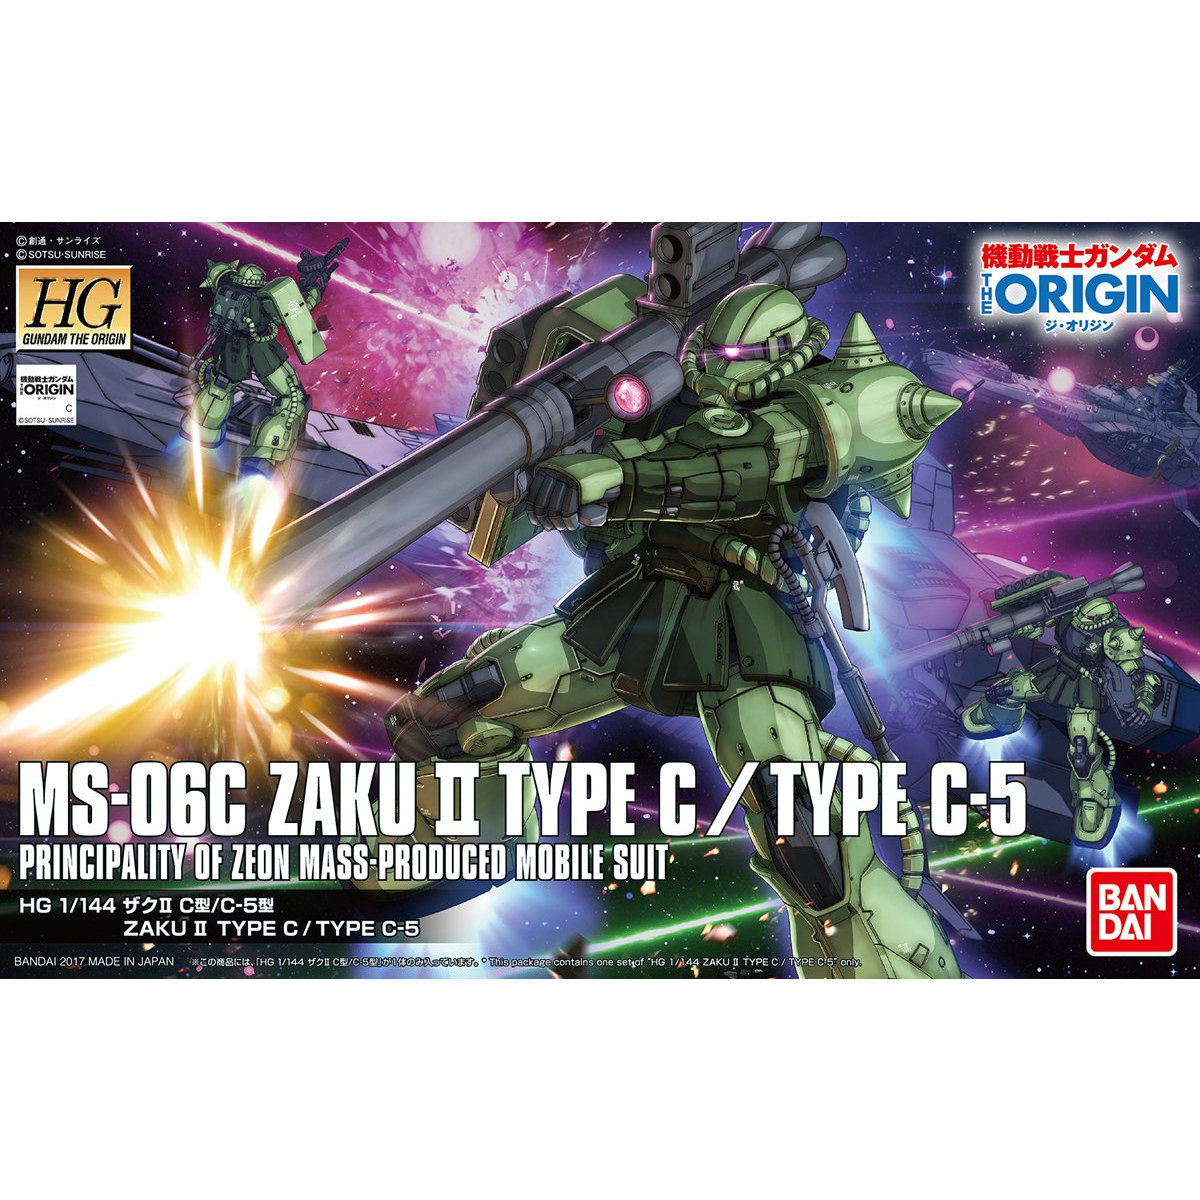 ©創通・サンライズ
©SOTSU・SUNRISE
HG
GUNDAM THE ORIGIN
機動戦士ガンダム
THE ORIGIN
ジ・オリジン
C
©SOTSU・SUNRISE
機動戦士ガンダム
THE ORIGIN
ジ・オリジン
MS-06C ZAKU II TYPE C / TYPE C-5
PRINCIPALITY OF ZEON MASS-PRODUCED MOBILE SUIT
HG 1/144 ザクII C型/C-5型
ZAKU II TYPE C / TYPE C-5
BAN
DAI
BANDAI 2017 MADE IN JAPAN ※この商品には、「HG 1/144 ザクII C型/C-5型」が1体のみ入っています。 * This package contains one set of "HG 1/144 ZAKU II TYPE C / TYPE C-5" only.